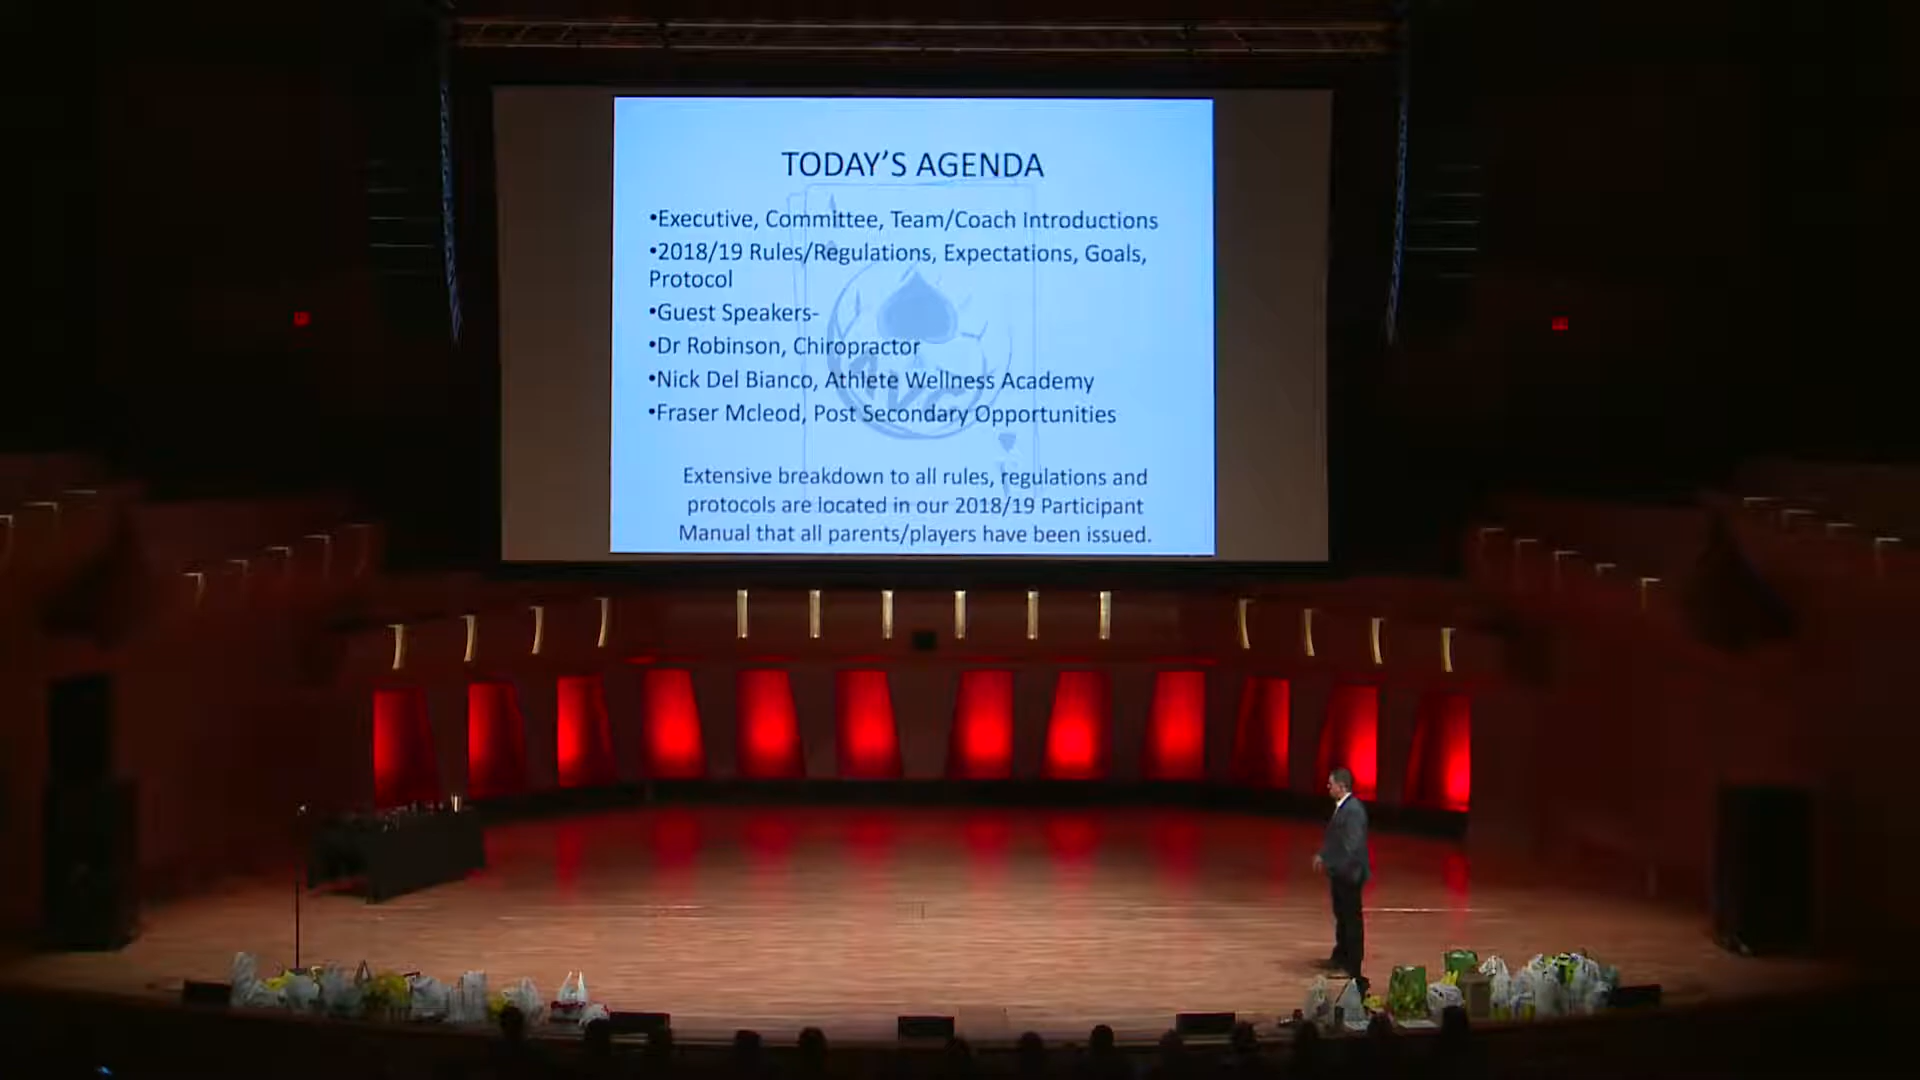 TODAY'S AGENDA
•Executive, Committee, Team/Coach Introductions
•2018/19 Rules/Regulations, Expectations, Goals,
Protocol
•Guest Speakers-
•Dr Robinson, Chiropractor
•Nick Del Bianco, Athlete Wellness Academy
•Fraser Mcleod, Post Secondary Opportunities
AVC
Extensive breakdown to all rules, regulations and
protocols are located in our 2018/19 Participant
Manual that all parents/players have been issued.